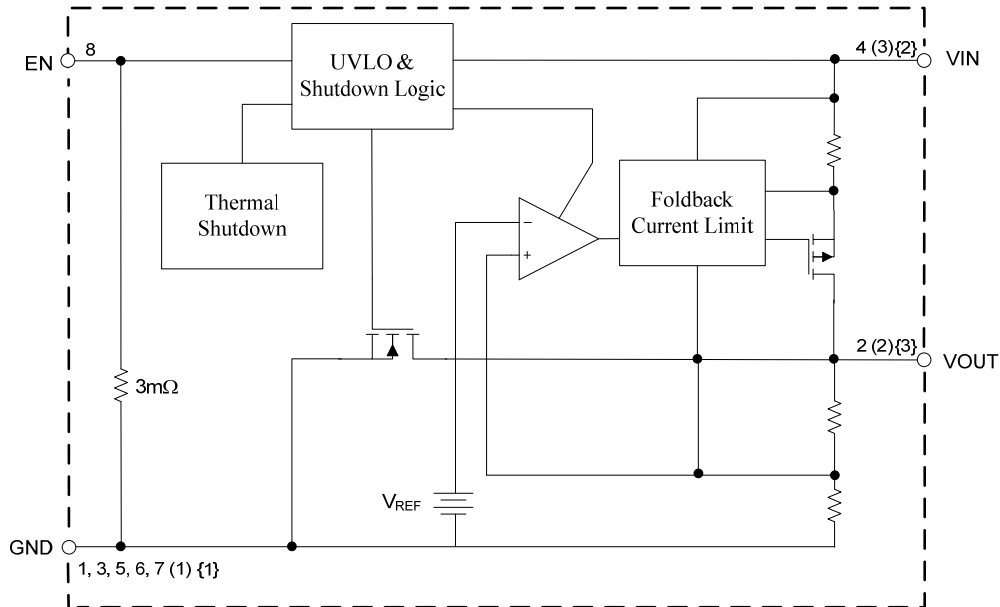 EN
8
UVLO &
Shutdown Logic
4 (3){2}
VIN
Thermal
Shutdown
Foldback
Current Limit
−
+
2 (2){3}
VOUT
3mΩ
VREF
GND
1, 3, 5, 6, 7 (1) {1}